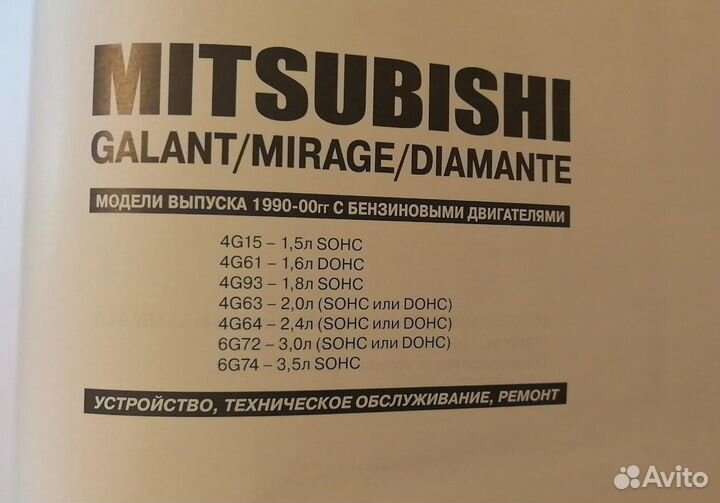 MITSUBISHI
GALANT/MIRAGE/DIAMANTE
МОДЕЛИ ВЫПУСКА 1990-00гг С БЕНЗИНОВЫМИ ДВИГАТЕЛЯМИ
4G15 – 1,5л SOHC
4G61 – 1,6л DOHC
4G93 – 1,8л SOHC
4G63 – 2,0л (SOHC или DOHC)
4G64 – 2,4л (SOHC или DOHC)
6G72 – 3,0л (SOHC или DOHC)
6G74 – 3,5л SOHC
УСТРОЙСТВО, ТЕХНИЧЕСКОЕ ОБСЛУЖИВАНИЕ, РЕМОНТ
Avito